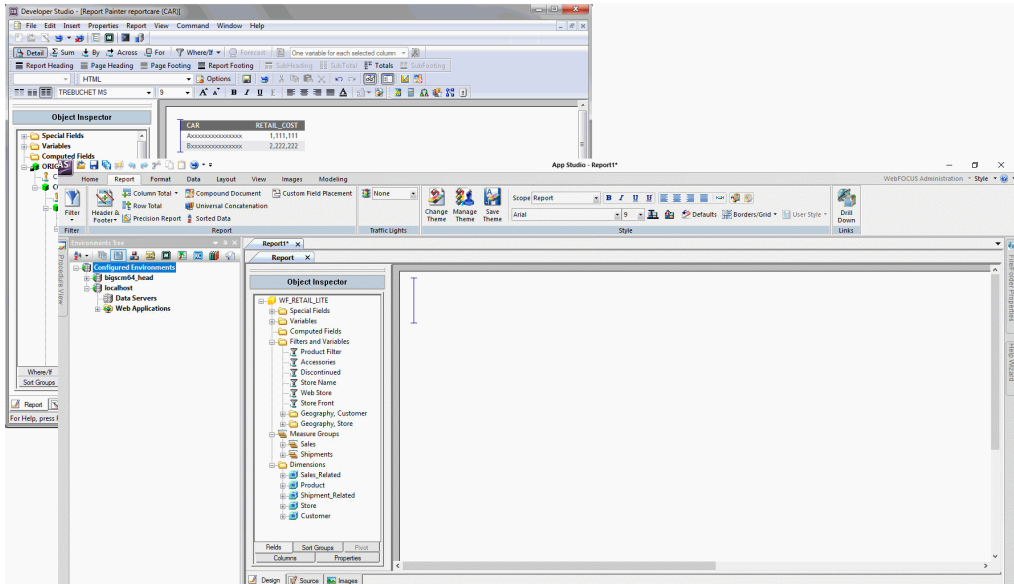 Developer Studio - [Report Painter reportcare (CAR)]
File Edit Insert Properties Report View Command Window Help
Detail Sum By Across For Where/If Forecast One variable for each selected column
Report Heading Page Heading Page Footing Report Footing SubHeading SubTotal Totals SubFooting
HTML Options
TREBUCHET MS 9 A A B I U
Object Inspector
Special Fields
Variables
Computed Fields
CAR RETAIL_COST
Axxxxxxxxxxxxxxx 1,111,111
Bxxxxxxxxxxxxxxx 2,222,222
Where/If
Sort Groups
Report
For Help, press
App Studio - Report1*
Home Report Format Data Layout View Images Modeling WebFOCUS Administration Style
Filter
Header & Footer
Column Total Compound Document Custom Field Placement
Row Total Universal Concatenation
Precision Report Sorted Data
None
Change Theme
Manage Theme
Save Theme
Scope Report B I U
Arial 9 Defaults Borders/Grid User Style
Drill Down
Filter Report Traffic Lights Style Links
Environments Tree
Configured Environments
bigscm64_head
localhost
Data Servers
Web Applications
Procedure View
Report1* x
Report x
Object Inspector
WF_RETAIL_LITE
Special Fields
Variables
Computed Fields
Filters and Variables
Product Filter
Accessories
Discontinued
Store Name
Web Store
Store Front
Geography, Customer
Geography, Store
Measure Groups
Sales
Shipments
Dimensions
Sales_Related
Product
Shipment_Related
Store
Customer
Fields Sort Groups Pivot
Columns Properties
Design Source Images
File/Folder Properties
Help Wizard